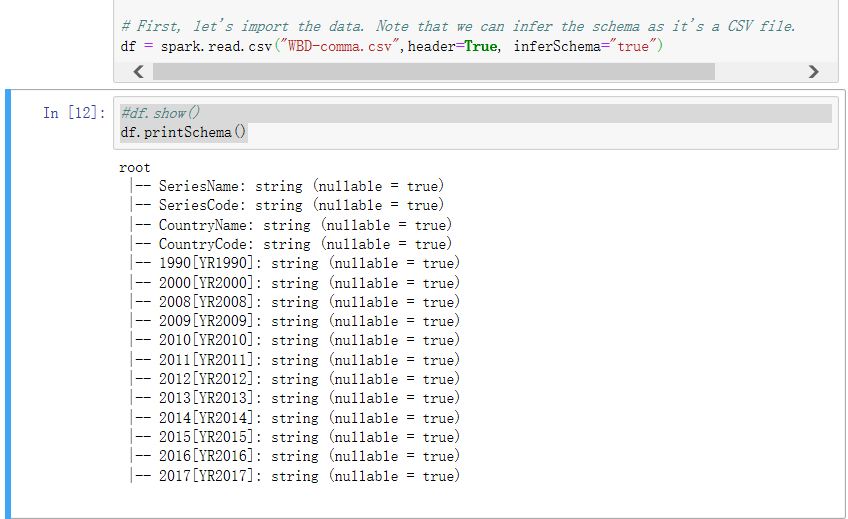 # First, let's import the data. Note that we can infer the schema as it's a CSV file.
df = spark.read.csv("WBD-comma.csv",header=True, inferSchema="true")
In [12]:
#df.show()
df.printSchema()
root
|-- SeriesName: string (nullable = true)
|-- SeriesCode: string (nullable = true)
|-- CountryName: string (nullable = true)
|-- CountryCode: string (nullable = true)
|-- 1990[YR1990]: string (nullable = true)
|-- 2000[YR2000]: string (nullable = true)
|-- 2008[YR2008]: string (nullable = true)
|-- 2009[YR2009]: string (nullable = true)
|-- 2010[YR2010]: string (nullable = true)
|-- 2011[YR2011]: string (nullable = true)
|-- 2012[YR2012]: string (nullable = true)
|-- 2013[YR2013]: string (nullable = true)
|-- 2014[YR2014]: string (nullable = true)
|-- 2015[YR2015]: string (nullable = true)
|-- 2016[YR2016]: string (nullable = true)
|-- 2017[YR2017]: string (nullable = true)